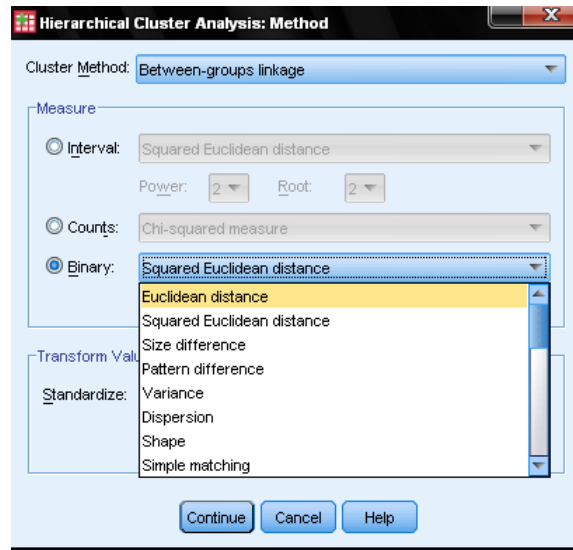 Hierarchical Cluster Analysis: Method
Cluster Method: Between-groups linkage
Measure
Interval: Squared Euclidean distance
Power: 2 Root: 2
Counts: Chi-squared measure
Binary: Squared Euclidean distance
Euclidean distance
Squared Euclidean distance
Size difference
Pattern difference
Transform Valu
Variance
Standardize:
Dispersion
Shape
Simple matching
Continue Cancel Help